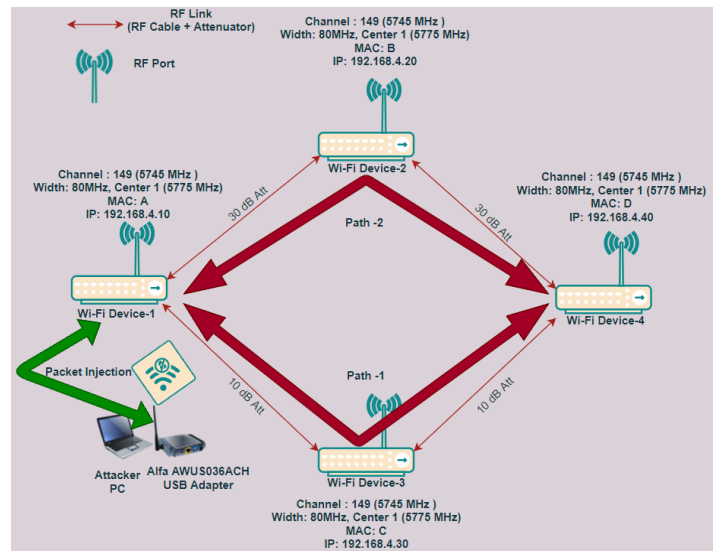 RF Link
(RF Cable + Attenuator)
RF Port
Channel : 149 (5745 MHz )
Width: 80MHz, Center 1 (5775 MHz)
MAC: B
IP: 192.168.4.20
Wi-Fi Device-2
Channel : 149 (5745 MHz )
Width: 80MHz, Center 1 (5775 MHz)
MAC: A
IP: 192.168.4.10
Wi-Fi Device-1
Channel : 149 (5745 MHz )
Width: 80MHz, Center 1 (5775 MHz)
MAC: D
IP: 192.168.4.40
Wi-Fi Device-4
30 dB Att
30 dB Att
Path -2
Packet Injection
Path -1
10 dB Att
10 dB Att
Attacker
PC
Alfa AWUS036ACH
USB Adapter
Wi-Fi Device-3
Channel : 149 (5745 MHz )
Width: 80MHz, Center 1 (5775 MHz)
MAC: C
IP: 192.168.4.30